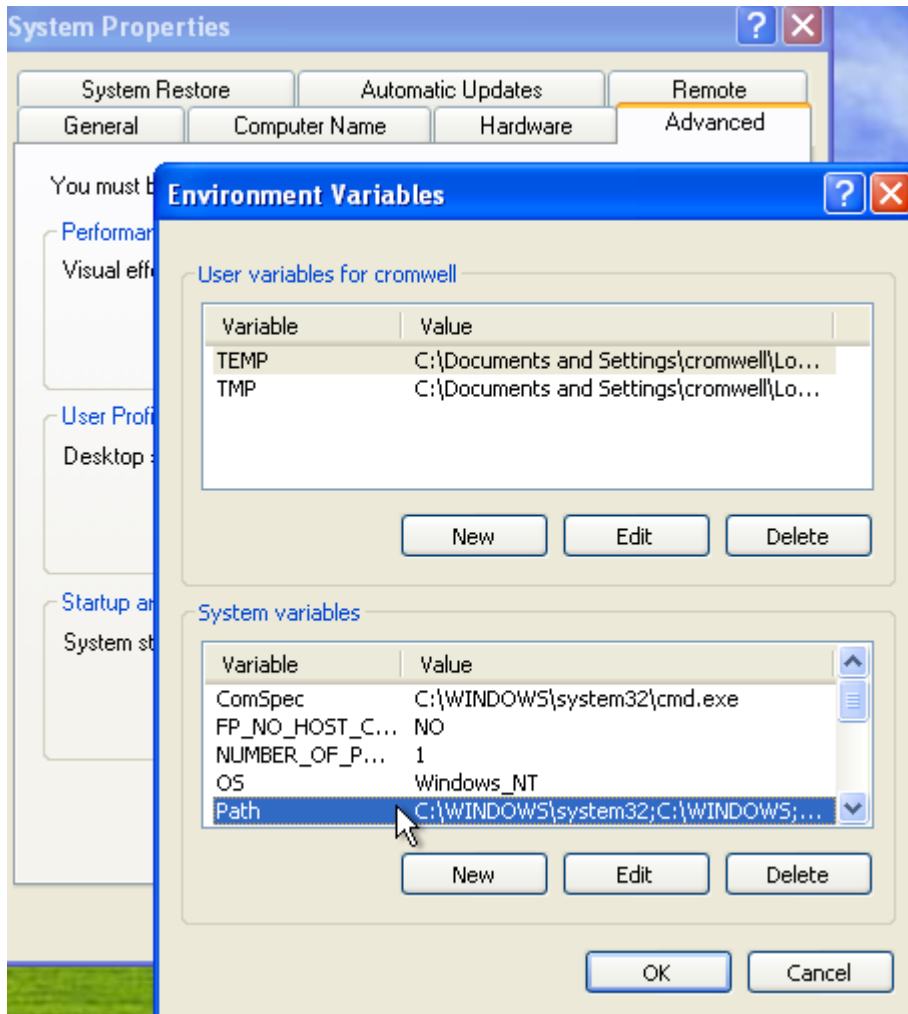 System Properties
System Restore Automatic Updates Remote
General Computer Name Hardware Advanced
You must b
Environment Variables
Performan
Visual effe
User variables for cromwell
Variable Value
TEMP C:\Documents and Settings\cromwell\Lo...
TMP C:\Documents and Settings\cromwell\Lo...
User Profi
Desktop s
New Edit Delete
Startup an
System st
System variables
Variable Value
ComSpec C:\WINDOWS\system32\cmd.exe
FP_NO_HOST_C... NO
NUMBER_OF_P... 1
OS Windows_NT
Path C:\WINDOWS\system32;C:\WINDOWS;...
New Edit Delete
OK Cancel